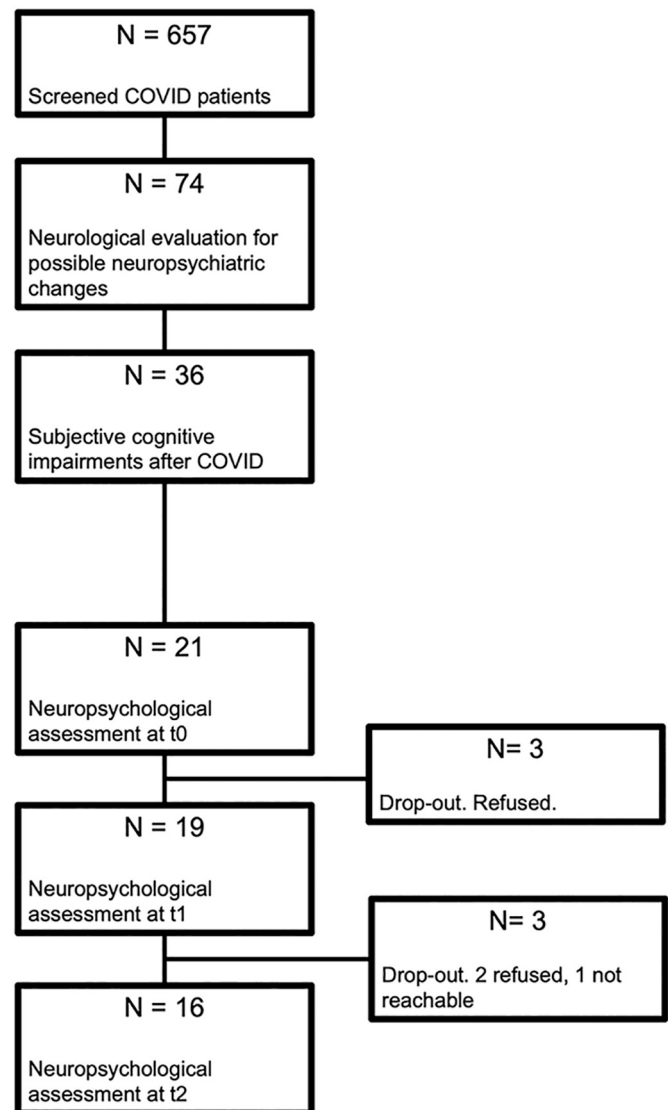 N = 657
Screened COVID patients
N = 74
Neurological evaluation for
possible neuropsychiatric
changes
N = 36
Subjective cognitive
impairments after COVID
N = 21
Neuropsychological
assessment at t0
N= 3
Drop-out. Refused.
N = 19
Neuropsychological
assessment at t1
N= 3
Drop-out. 2 refused, 1 not
reachable
N = 16
Neuropsychological
assessment at t2